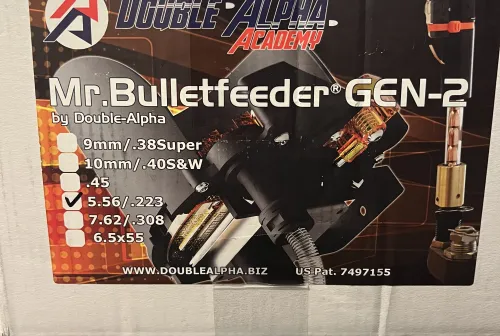 DOUBLE-ALPHA
ACADEMY
Mr.Bulletfeeder® GEN-2
by Double-Alpha
9mm/.38Super
10mm/.40S&W
.45
5.56/.223
7.62/.308
6.5x55
WWW.DOUBLEALPHA.BIZ US Pat. 7497155